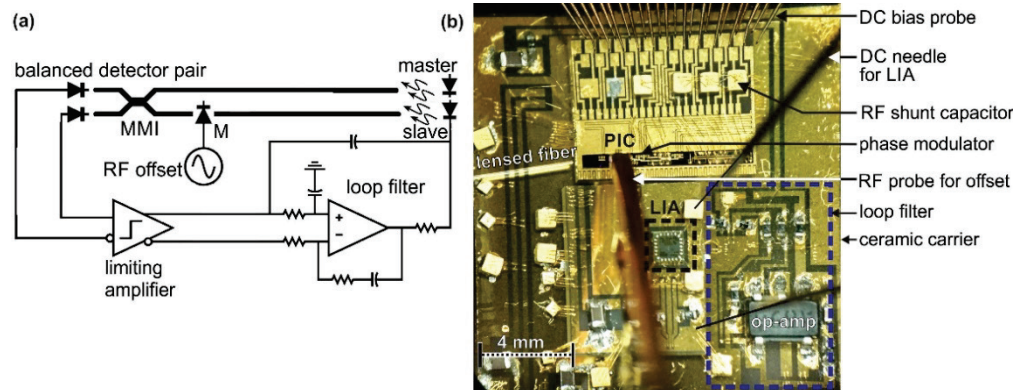 (a)
balanced detector pair
master
MMI
M
slave
RF offset
loop filter
+
−
limiting
amplifier
(b)
DC bias probe
DC needle
for LIA
RF shunt capacitor
PIC
phase modulator
lensed fiber
RF probe for offset
LIA
loop filter
ceramic carrier
op-amp
4 mm